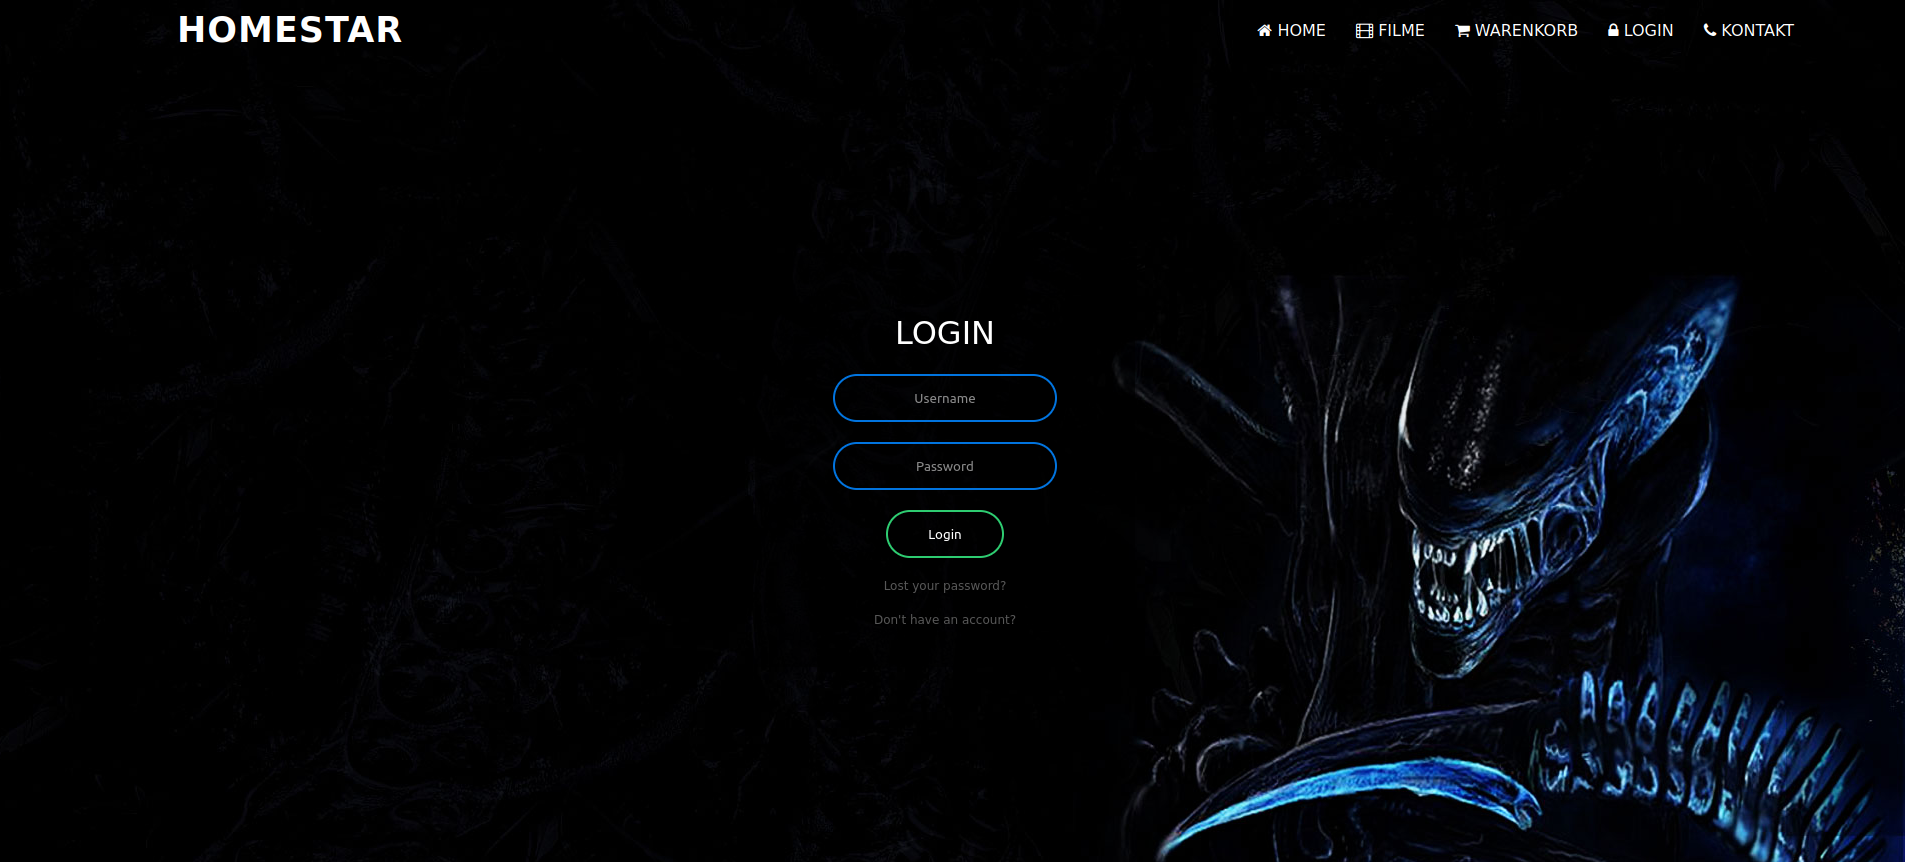 HOMESTAR
HOME FILME WARENKORB LOGIN KONTAKT
LOGIN
Username
Password
Login
Lost your password?
Don't have an account?